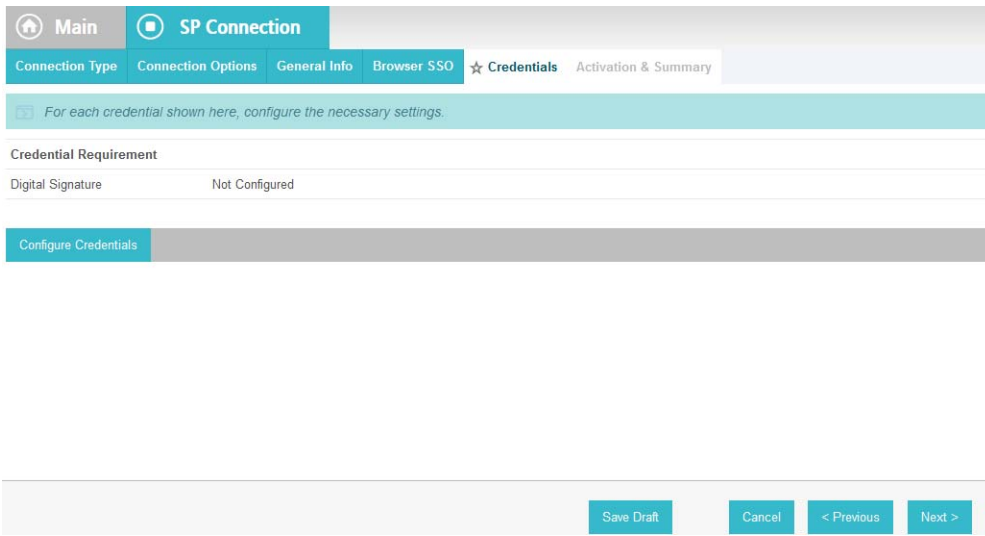 Main SP Connection
Connection Type Connection Options General Info Browser SSO Credentials Activation & Summary
For each credential shown here, configure the necessary settings.
Credential Requirement
Digital Signature Not Configured
Configure Credentials
Save Draft Cancel < Previous Next >